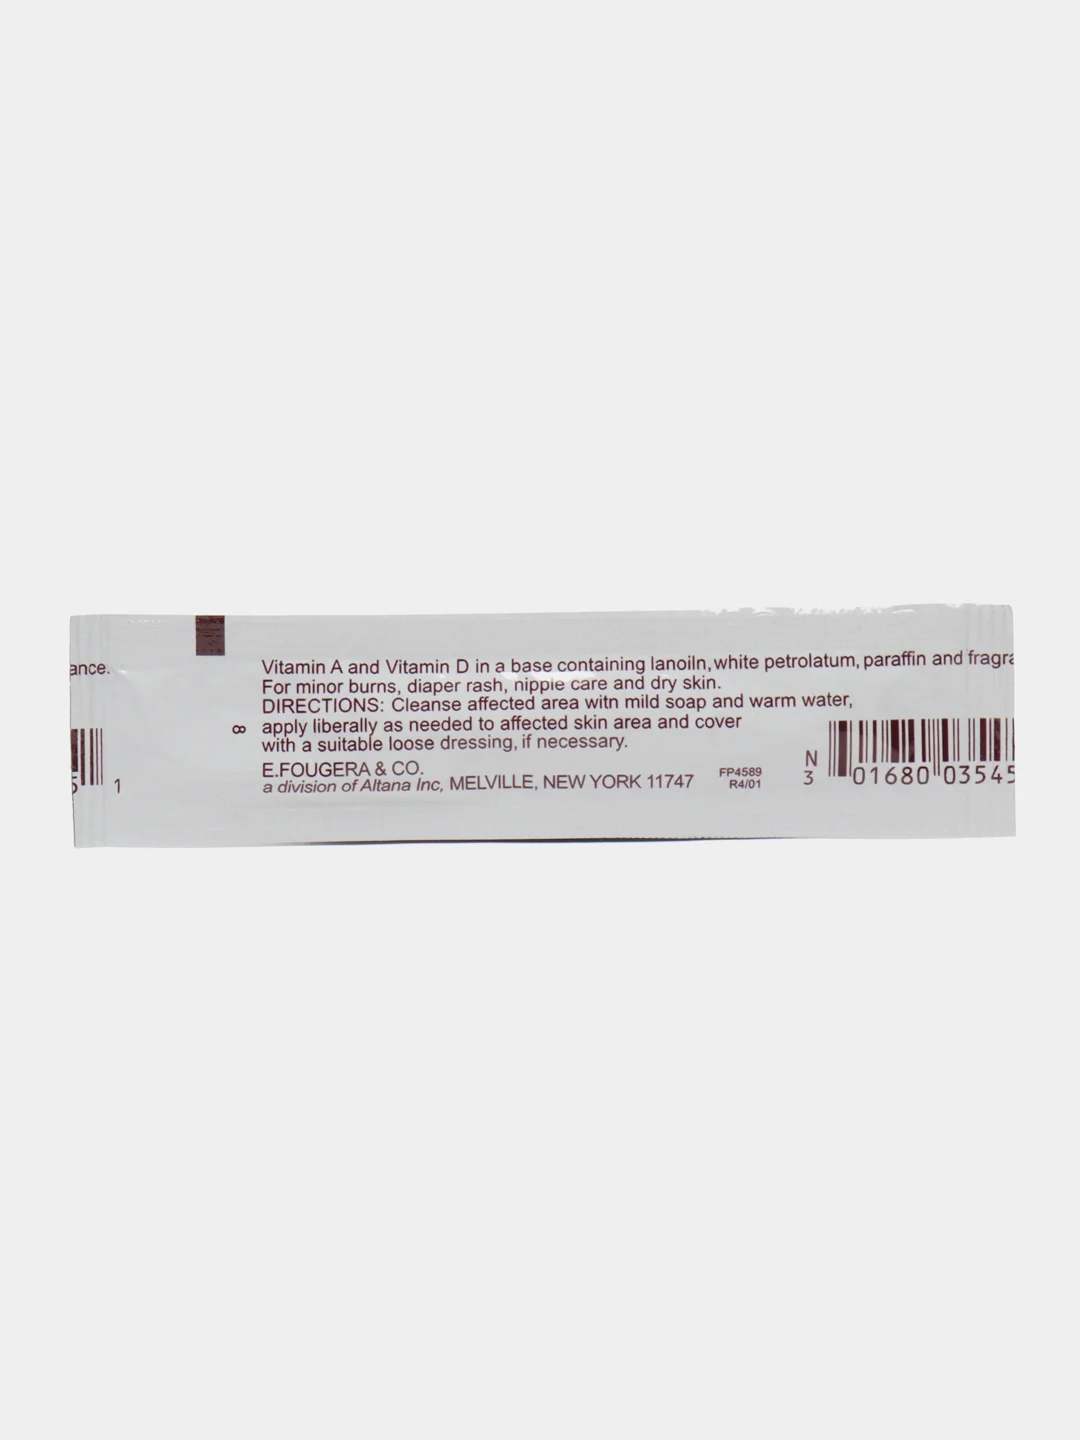 ance.
Vitamin A and Vitamin D in a base containing lanoiln, white petrolatum, paraffin and fragra
For minor burns, diaper rash, nipple care and dry skin.
DIRECTIONS: Cleanse affected area witn mild soap and warm water,
apply liberally as needed to affected skin area and cover
with a suitable loose dressing, if necessary.
8
E.FOUGERA & CO.
a division of Altana Inc, MELVILLE, NEW YORK 11747
FP4589
R4/01
N
3 01680 03545
5 1